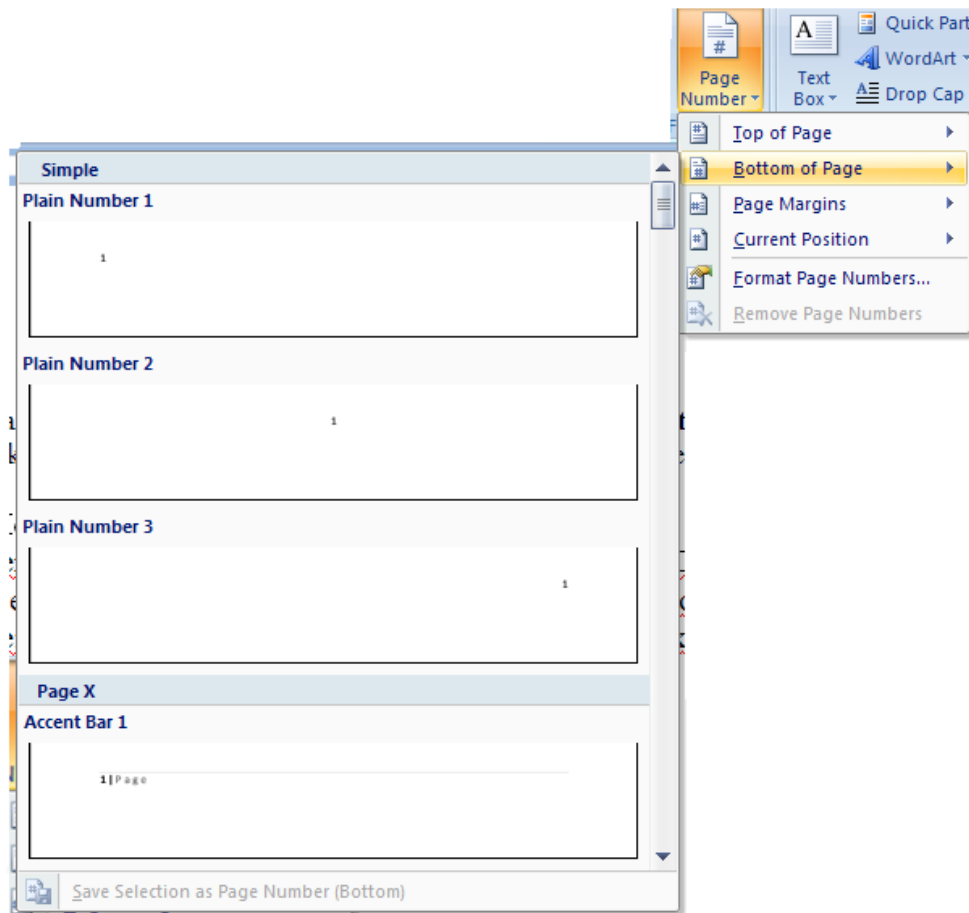 Quick Part
WordArt
Drop Cap
Page
Number
Text
Box
Top of Page
Bottom of Page
Page Margins
Current Position
Format Page Numbers...
Remove Page Numbers
Simple
Plain Number 1
1
Plain Number 2
1
Plain Number 3
1
Page X
Accent Bar 1
1|Page
Save Selection as Page Number (Bottom)